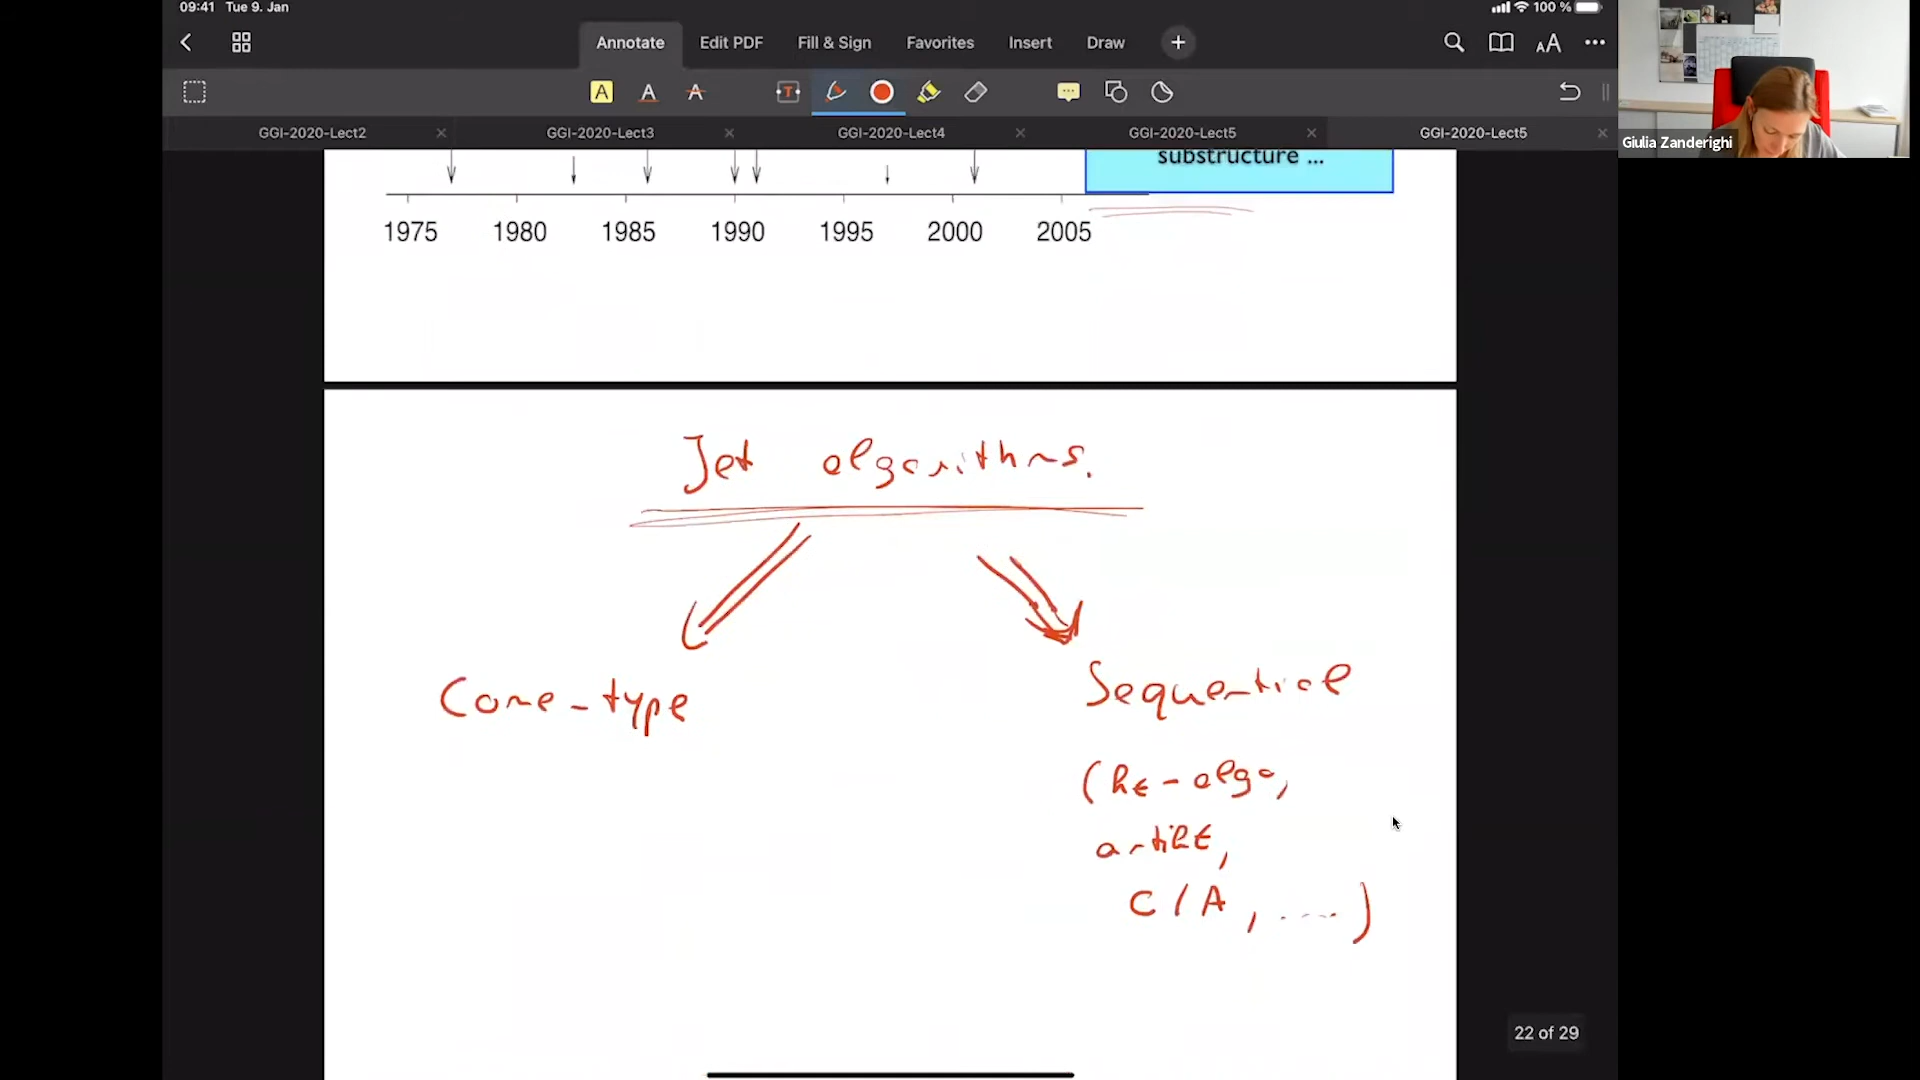 09:41 Tue 9. Jan 100 %
Annotate Edit PDF Fill & Sign Favorites Insert Draw
GGI-2020-Lect2 GGI-2020-Lect3 GGI-2020-Lect4 GGI-2020-Lect5 GGI-2020-Lect5
Giulia Zanderighi
substructure ...
1975 1980 1985 1990 1995 2000 2005
Jet algorithms.
Cone-type
Sequential
(kt-algo,
antikt,
C/A, ....)
22 of 29